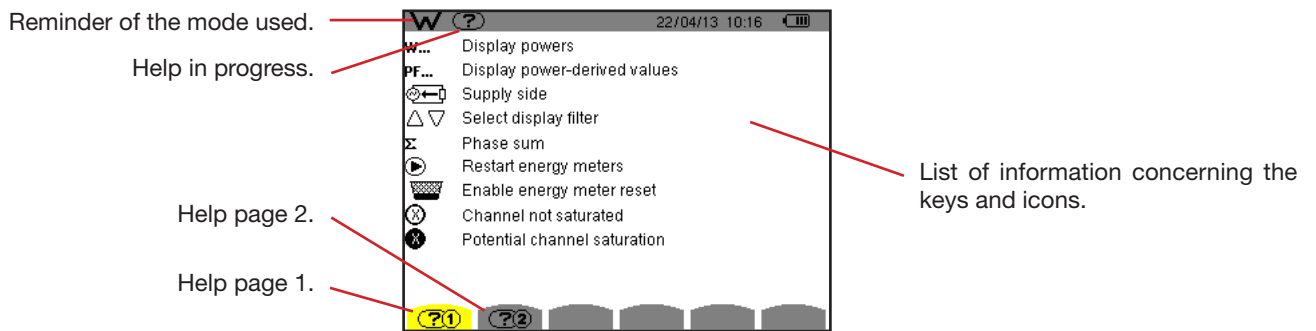 Reminder of the mode used.
Help in progress.
Help page 2.
Help page 1.
W ? 22/04/13 10:16
W... Display powers
PF... Display power-derived values
Supply side
Select display filter
Σ Phase sum
Restart energy meters
Enable energy meter reset
X Channel not saturated
X Potential channel saturation
?1 ?2
List of information concerning the
keys and icons.